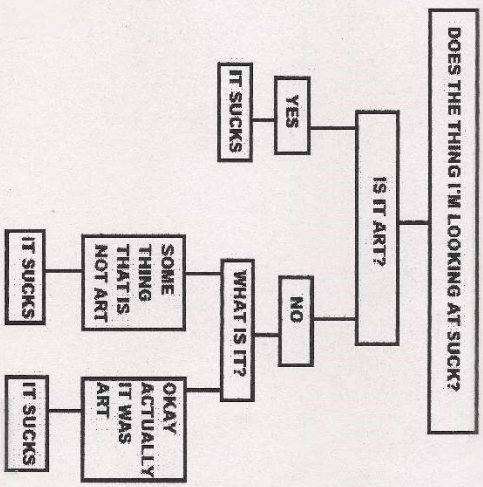 DOES THE THING I'M LOOKING AT SUCK?
IS IT ART?
YES
NO
IT SUCKS
WHAT IS IT?
SOME
THING
THAT IS
NOT ART
OKAY
ACTUALLY
IT WAS
ART
IT SUCKS
IT SUCKS